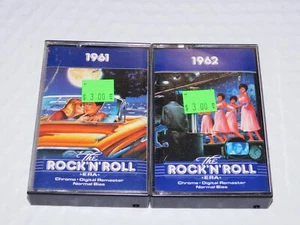 1961
$3.00
The
ROCK'N'ROLL
•ERA•
Chrome • Digital Remaster
Normal Bias
1962
$3.00
The
ROCK'N'ROLL
•ERA•
Chrome • Digital Remaster
Normal Bias